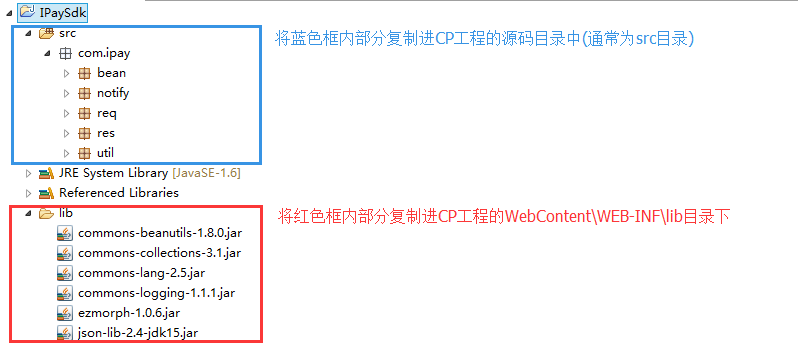 IPaySdk
src
将蓝色框内部分复制进CP工程的源码目录中(通常为src目录)
com.ipay
bean
notify
req
res
util
JRE System Library [JavaSE-1.6]
Referenced Libraries
lib
将红色框内部分复制进CP工程的WebContent\WEB-INF\lib目录下
commons-beanutils-1.8.0.jar
commons-collections-3.1.jar
commons-lang-2.5.jar
commons-logging-1.1.1.jar
ezmorph-1.0.6.jar
json-lib-2.4-jdk15.jar